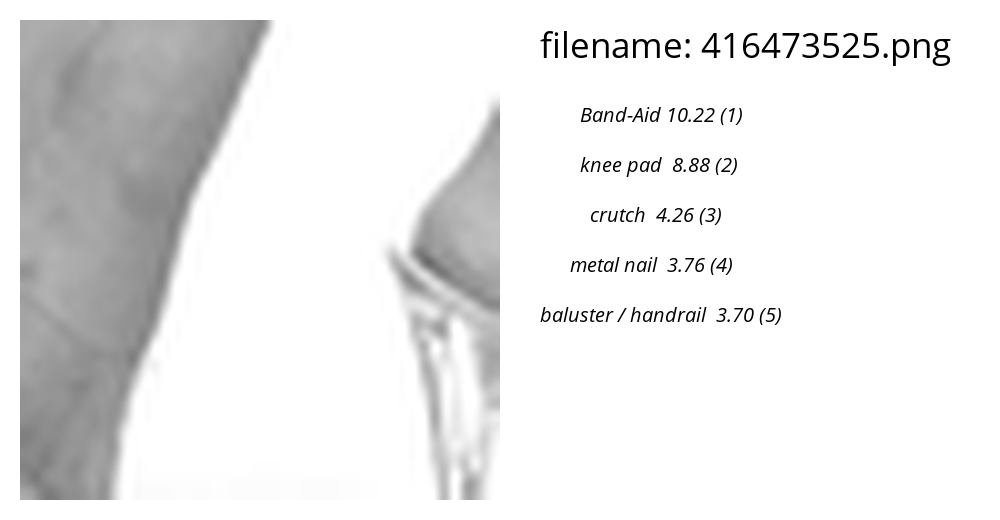 filename: 416473525.png
Band-Aid 10.22 (1)
knee pad 8.88 (2)
crutch 4.26 (3)
metal nail 3.76 (4)
baluster / handrail 3.70 (5)